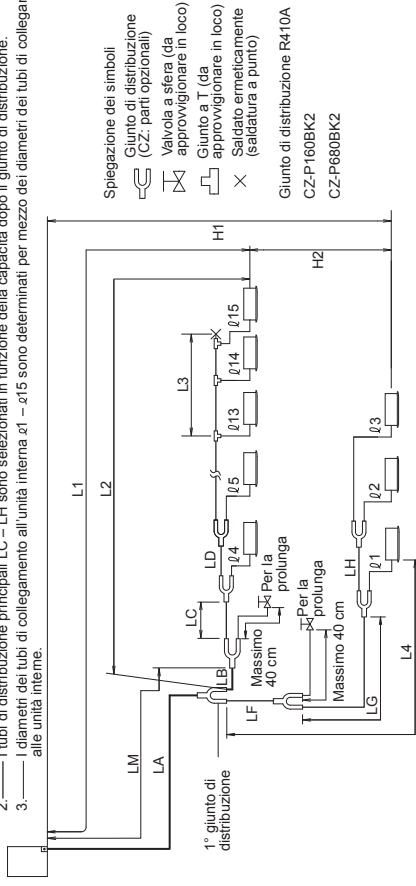 2. I tubi di distribuzione principali LC – LH sono selezionati in funzione della capacità dopo il giunto di distribuzione.
3. I diametri dei tubi di collegamento all'unità interna ℓ1 – ℓ15 sono determinati per mezzo dei diametri dei tubi di
alle unità interne.
L1
H1
L2
L3
H2
LM
LA
LB
LC
LD
ℓ4
ℓ5
ℓ13
ℓ14
ℓ15
Per la
prolunga
Massimo
40 cm
1° giunto di
distribuzione
LF
LG
LH
ℓ1
ℓ2
ℓ3
Per la
prolunga
Massimo 40 cm
L4
Spiegazione dei simboli
Giunto di distribuzione
(CZ: parti opzionali)
Valvola a sfera (da
approvvigionare in loco)
Giunto a T (da
approvvigionare in loco)
Saldato ermeticamente
(saldatura a punto)
Giunto di distribuzione R410A
CZ-P160BK2
CZ-P680BK2